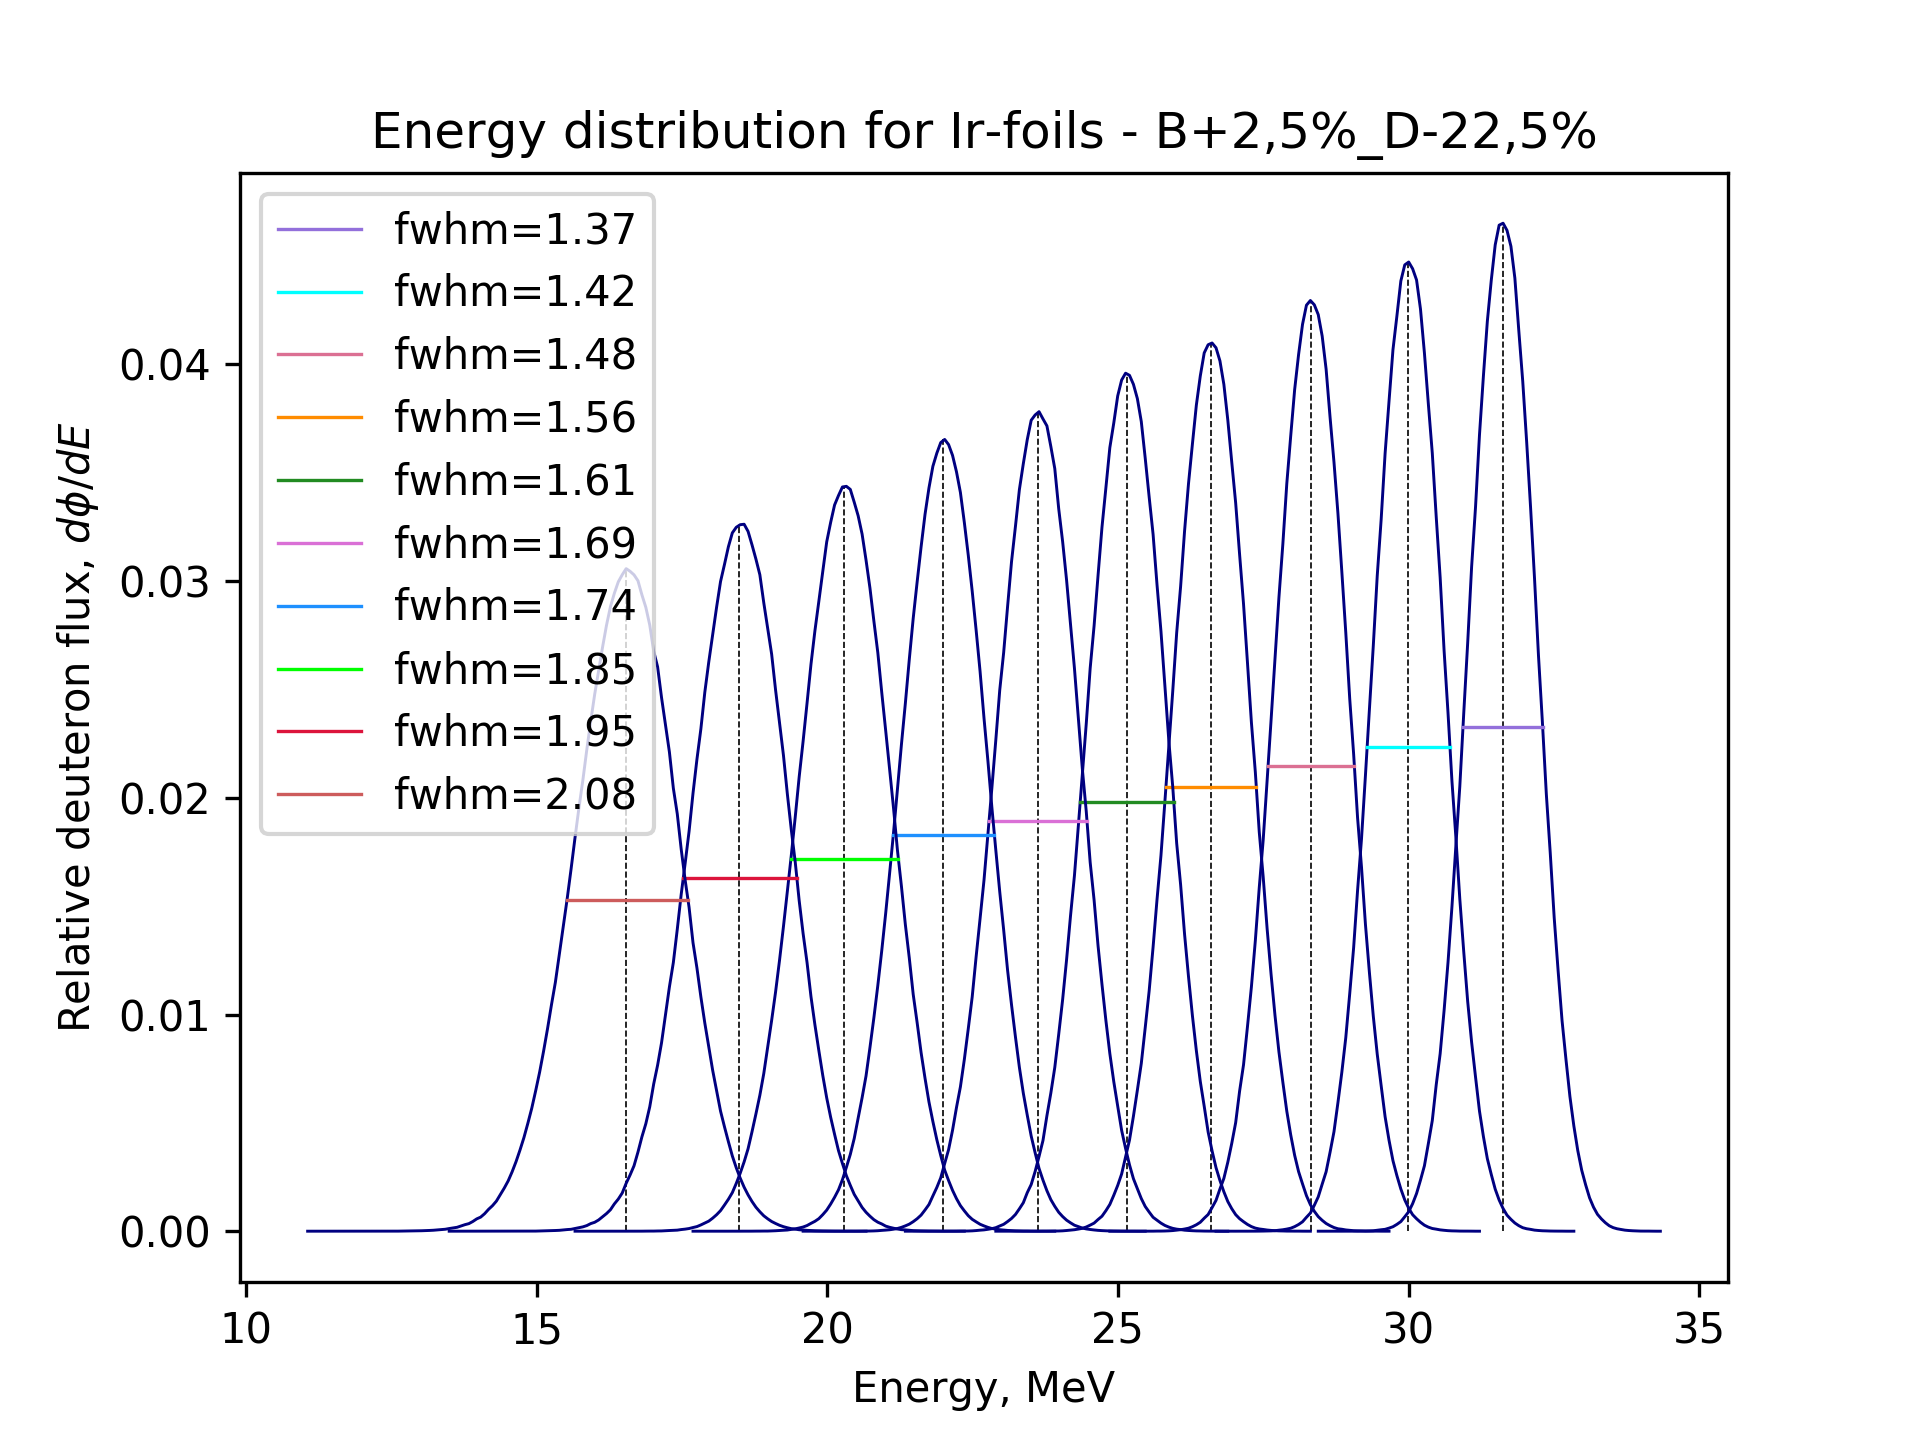 Energy distribution for Ir-foils - B+2,5%_D-22,5%
fwhm=1.37
fwhm=1.42
fwhm=1.48
fwhm=1.56
fwhm=1.61
fwhm=1.69
fwhm=1.74
fwhm=1.85
fwhm=1.95
fwhm=2.08
Relative deuteron flux, dϕ/dE
0.04
0.03
0.02
0.01
0.00
10 15 20 25 30 35
Energy, MeV